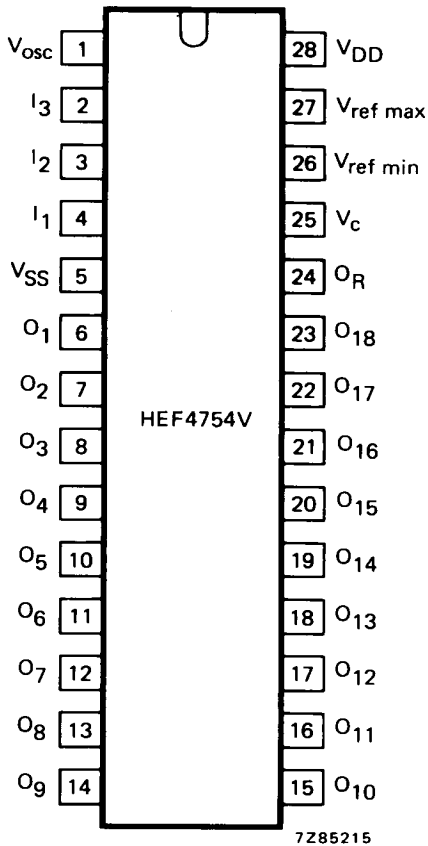 V_osc 1 28 V_DD
I_3 2 27 V_ref max
I_2 3 26 V_ref min
I_1 4 25 V_c
V_SS 5 24 O_R
O_1 6 23 O_18
O_2 7 22 O_17
HEF4754V
O_3 8 21 O_16
O_4 9 20 O_15
O_5 10 19 O_14
O_6 11 18 O_13
O_7 12 17 O_12
O_8 13 16 O_11
O_9 14 15 O_10
7Z85215